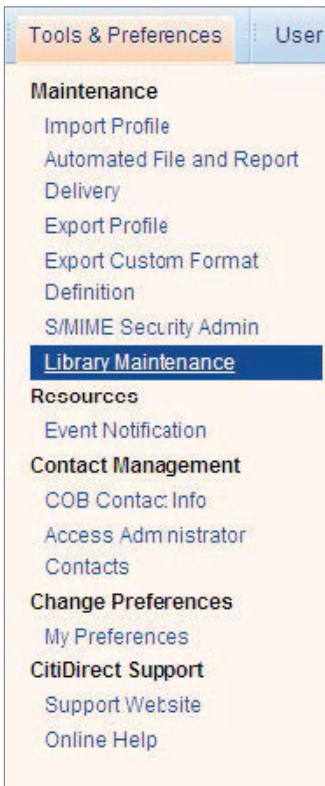 Tools & Preferences User
Maintenance
Import Profile
Automated File and Report
Delivery
Export Profile
Export Custom Format
Definition
S/MIME Security Admin
Library Maintenance
Resources
Event Notification
Contact Management
COB Contact Info
Access Administrator
Contacts
Change Preferences
My Preferences
CitiDirect Support
Support Website
Online Help